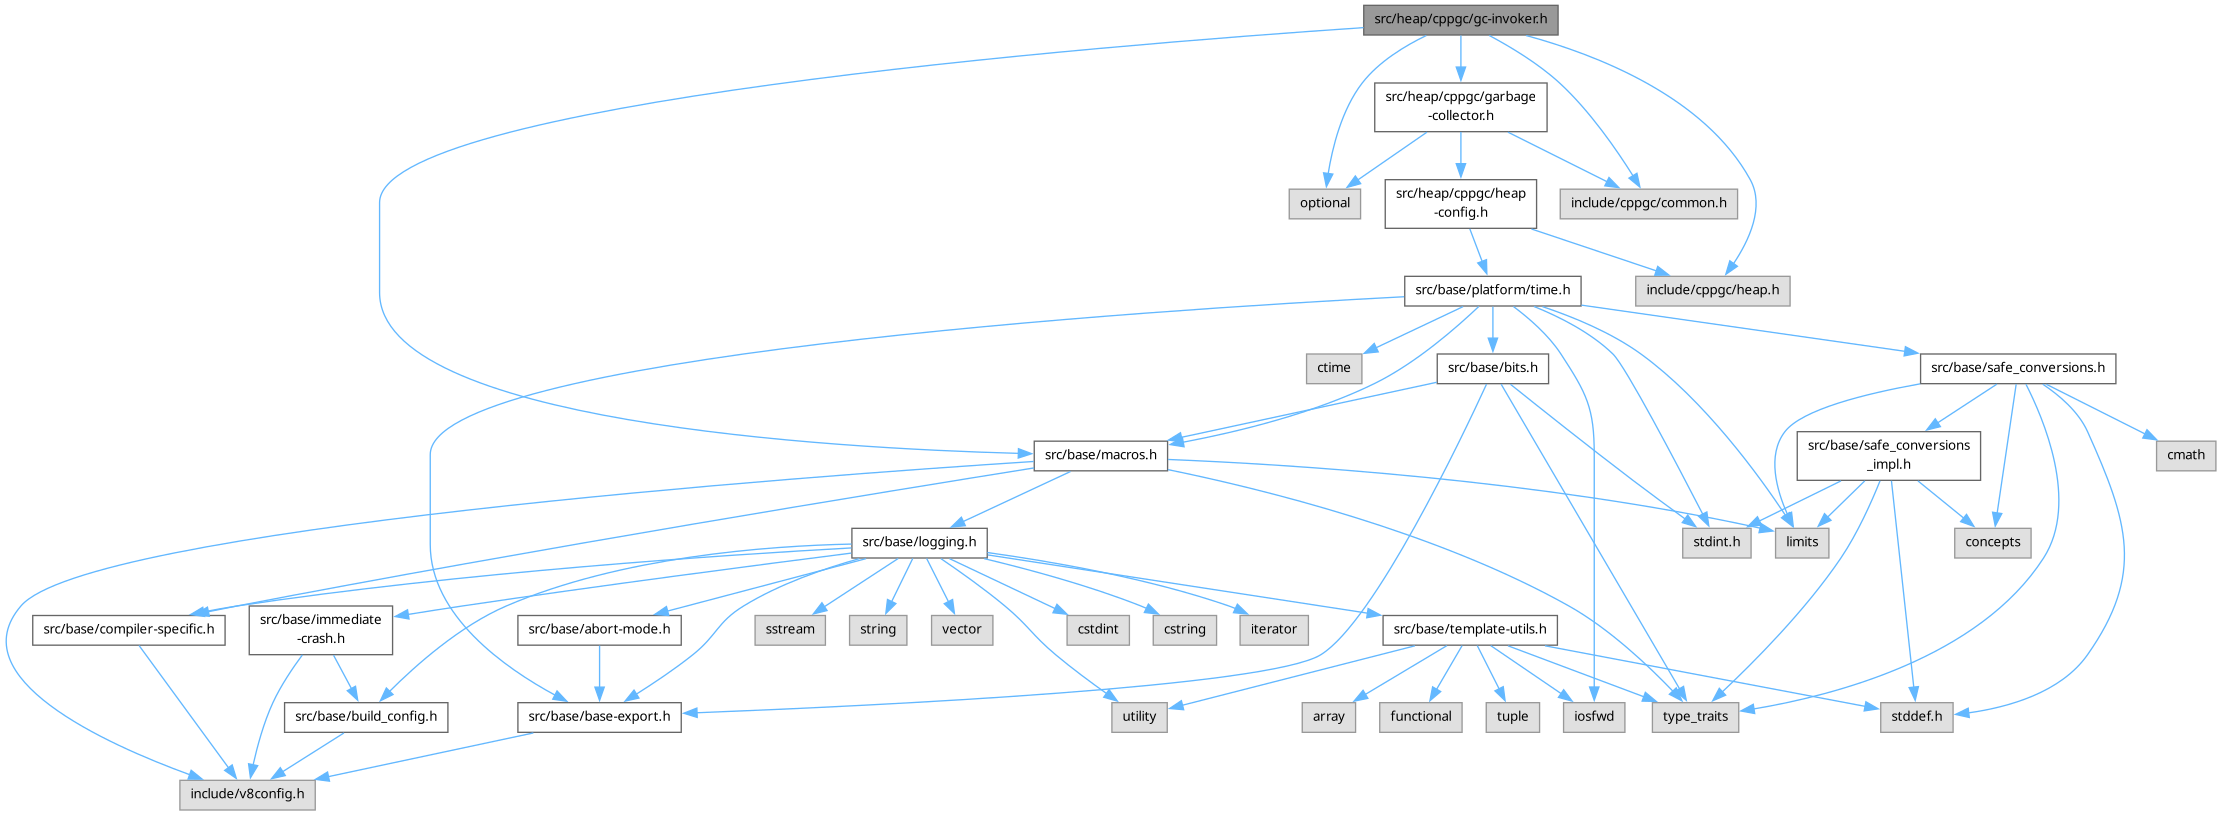 src/heap/cppgc/gc-invoker.h
src/heap/cppgc/garbage
-collector.h
optional
src/heap/cppgc/heap
-config.h
include/cppgc/common.h
src/base/platform/time.h
include/cppgc/heap.h
ctime
src/base/bits.h
src/base/safe_conversions.h
src/base/macros.h
src/base/safe_conversions
_impl.h
cmath
src/base/logging.h
stdint.h
limits
concepts
src/base/compiler-specific.h
src/base/immediate
-crash.h
src/base/abort-mode.h
sstream
string
vector
cstdint
cstring
iterator
src/base/template-utils.h
src/base/build_config.h
src/base/base-export.h
utility
array
functional
tuple
iosfwd
type_traits
stddef.h
include/v8config.h